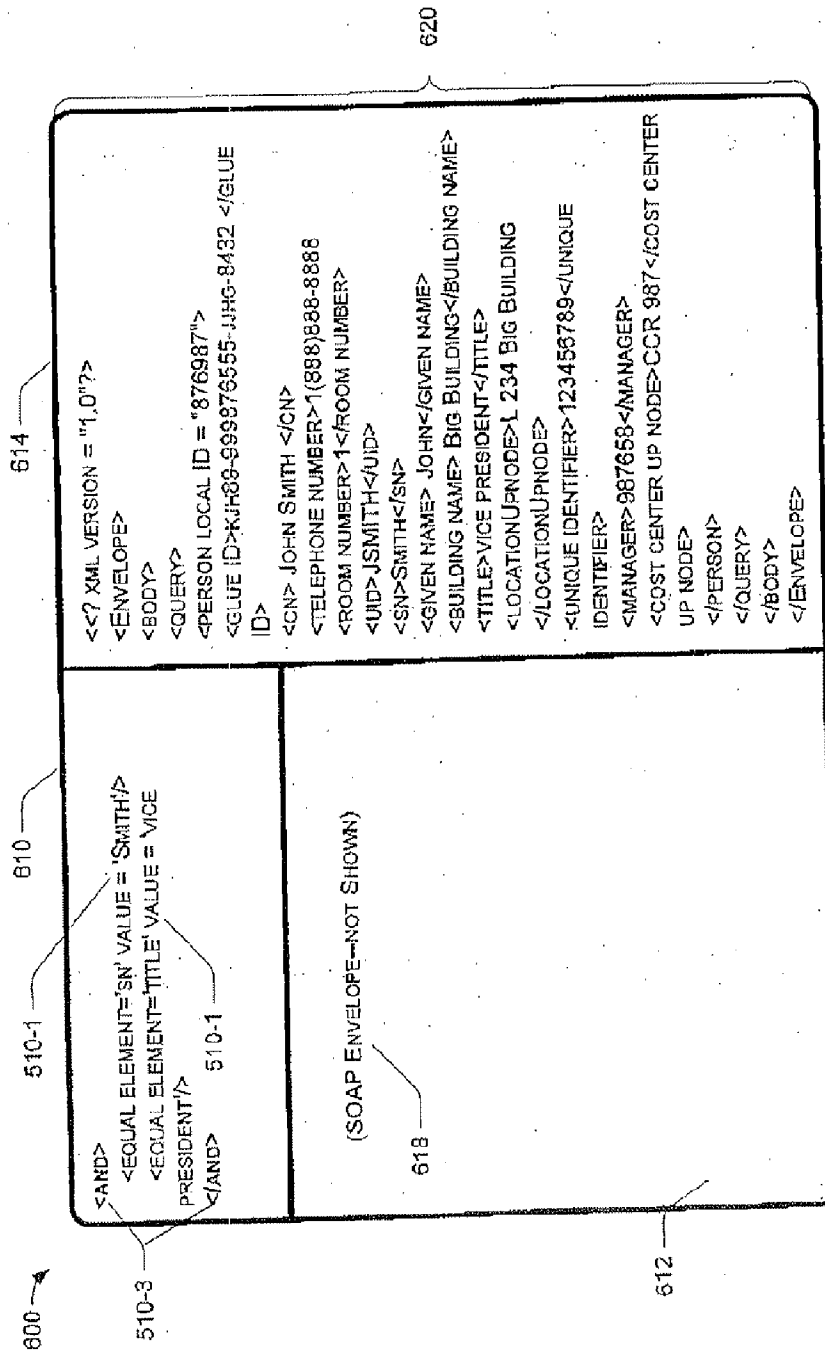 600
510-3
510-1
610
614
<AND>
<EQUAL ELEMENT='SN' VALUE = 'SMITH'/>
<EQUAL ELEMENT='TITLE' VALUE = 'VICE
PRESIDENT'/>
</AND>
510-1
(SOAP ENVELOPE–NOT SHOWN)
618
612
<<? XML VERSION = "1.0"?>
<ENVELOPE>
<BODY>
<QUERY>
<PERSON LOCAL ID = "876987">
<GLUE ID>KJH89-999876555-JJHG-8432 </GLUE
ID>
<CN> JOHN SMITH </CN>
<TELEPHONE NUMBER>1(888)888-8888
<ROOM NUMBER>1</ROOM NUMBER>
<UID>JSMITH</UID>
<SN>SMITH</SN>
<GIVEN NAME> JOHN</GIVEN NAME>
<BUILDING NAME> BIG BUILDING</BUILDING NAME>
<TITLE>VICE PRESIDENT</TITLE>
<LOCATIONUPNODE>L 234 BIG BUILDING
</LOCATIONUPNODE>
<UNIQUE IDENTIFIER>123456789</UNIQUE
IDENTIFIER>
<MANAGER>987658</MANAGER>
<COST CENTER UP NODE>CCR 987</COST CENTER
UP NODE>
</PERSON>
</QUERY>
</BODY>
</ENVELOPE>
620